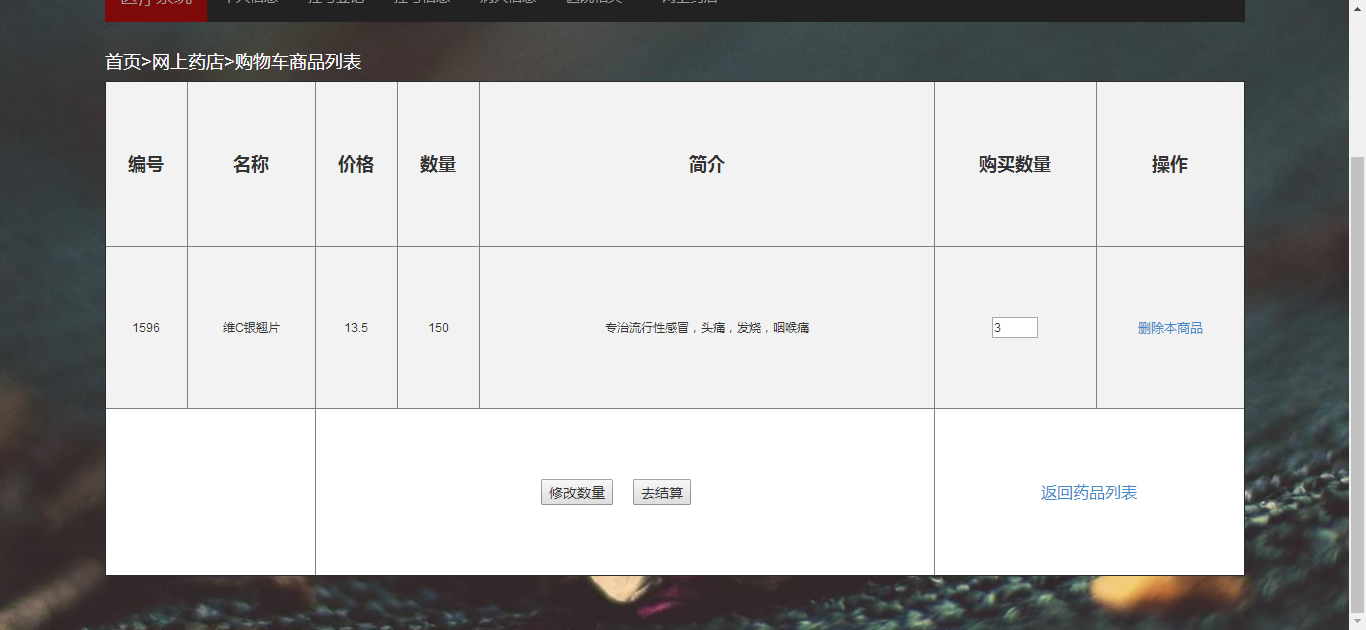 首页>网上药店>购物车商品列表
编号 名称 价格 数量 简介 购买数量 操作
1596 维C银翘片 13.5 150 专治流行性感冒，头痛，发烧，咽喉痛 3 删除本商品
修改数量 去结算 返回药品列表